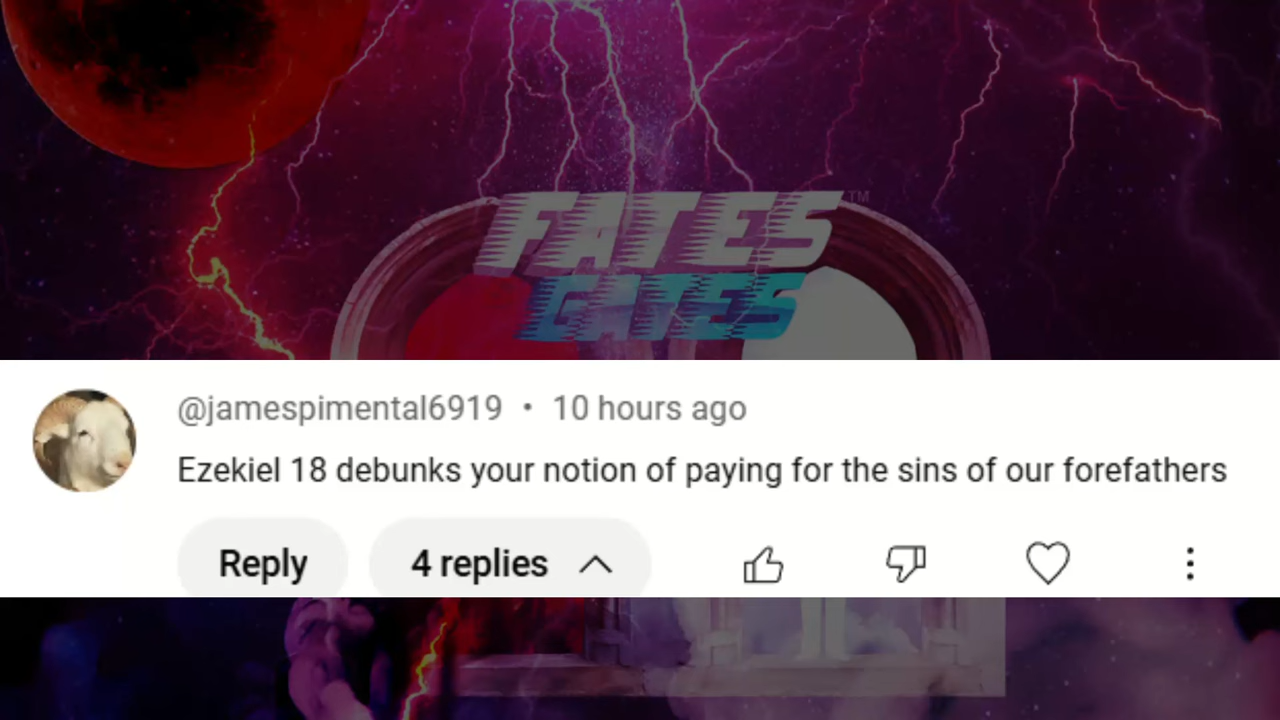 FATES™
GATES
@jamespimental6919 • 10 hours ago
Ezekiel 18 debunks your notion of paying for the sins of our forefathers
Reply 4 replies